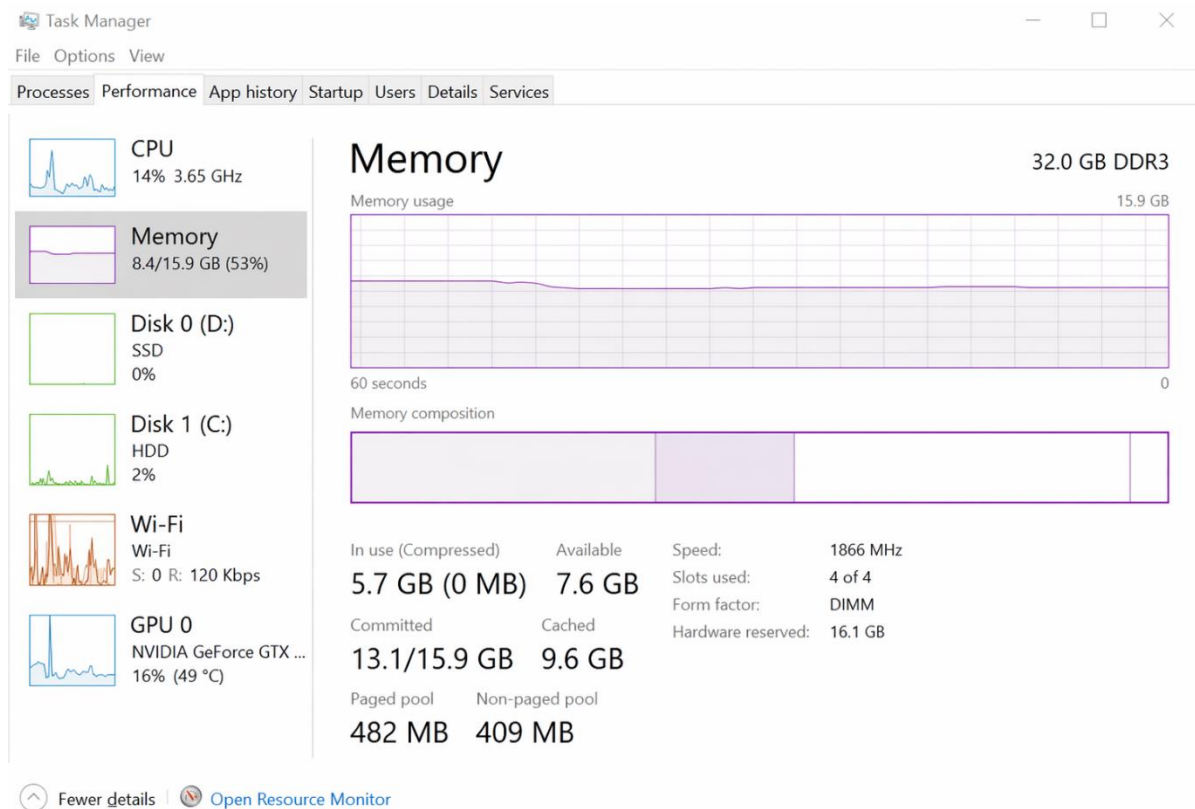 Task Manager
File Options View
Processes Performance App history Startup Users Details Services
CPU
14% 3.65 GHz
Memory
8.4/15.9 GB (53%)
Disk 0 (D:)
SSD
0%
Disk 1 (C:)
HDD
2%
Wi-Fi
Wi-Fi
S: 0 R: 120 Kbps
GPU 0
NVIDIA GeForce GTX ...
16% (49 °C)
Memory 32.0 GB DDR3
Memory usage 15.9 GB
60 seconds 0
Memory composition
In use (Compressed) Available
5.7 GB (0 MB) 7.6 GB
Committed Cached
13.1/15.9 GB 9.6 GB
Paged pool Non-paged pool
482 MB 409 MB
Speed: 1866 MHz
Slots used: 4 of 4
Form factor: DIMM
Hardware reserved: 16.1 GB
Fewer details Open Resource Monitor